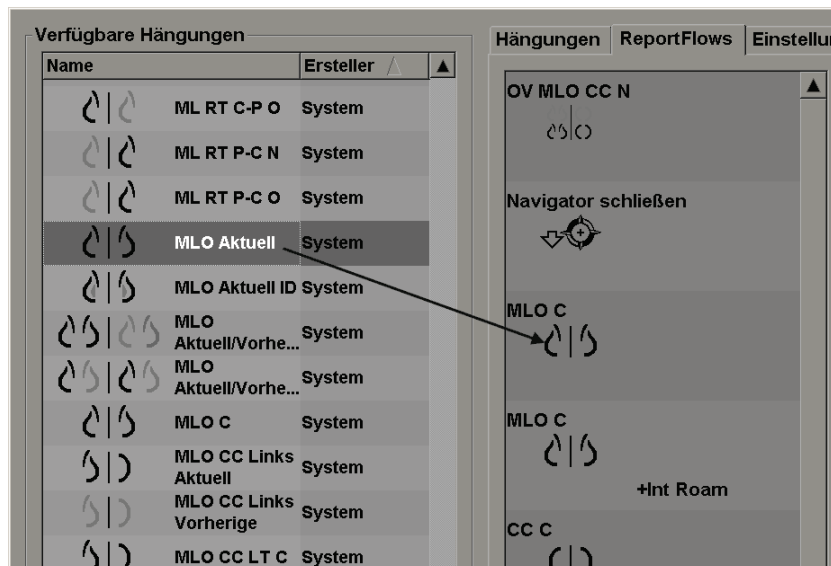 Verfügbare Hängungen
Name Ersteller
ML RT C-P O System
ML RT P-C N System
ML RT P-C O System
MLO Aktuell System
MLO Aktuell ID System
MLO
Aktuell/Vorhe... System
MLO
Aktuell/Vorhe... System
MLO C System
MLO CC Links
Aktuell System
MLO CC Links
Vorherige System
MLO CC LT C System
Hängungen ReportFlows Einstellu
OV MLO CC N
Navigator schließen
MLO C
MLO C
+Int Roam
CC C